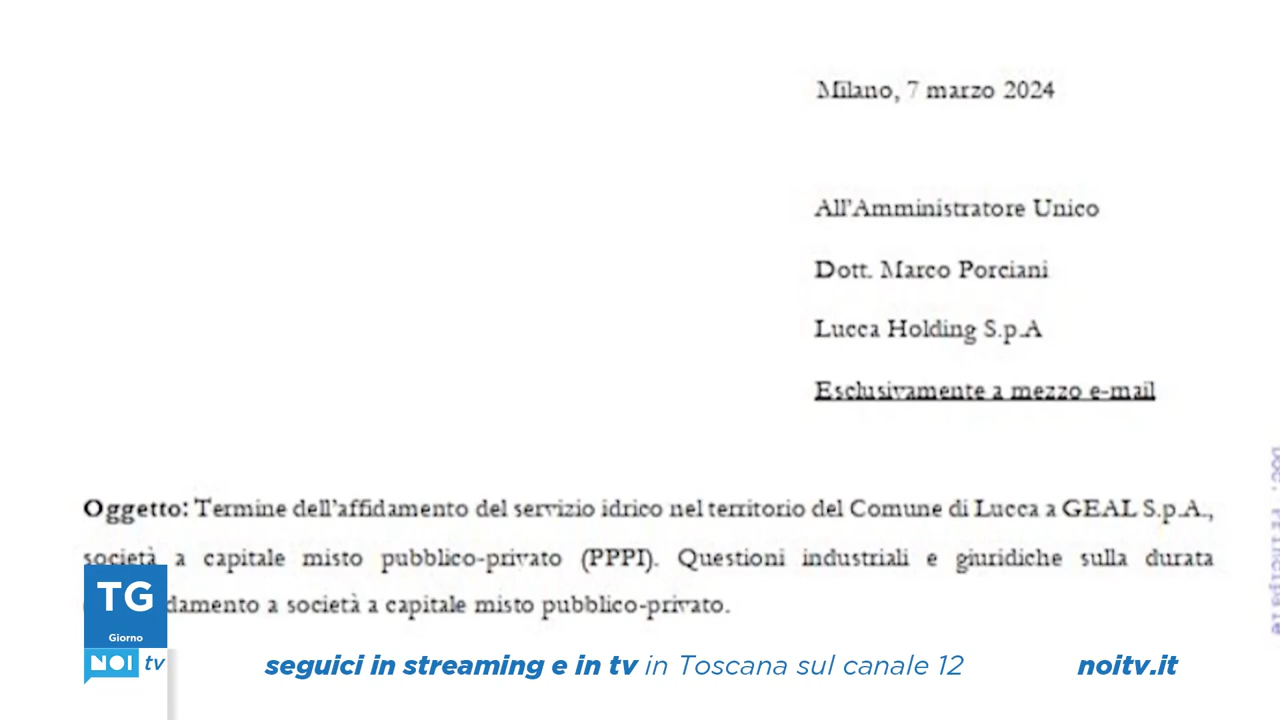 Milano, 7 marzo 2024
All'Amministratore Unico
Dott. Marco Porciani
Lucca Holding S.p.A
Esclusivamente a mezzo e-mail
Oggetto: Termine dell'affidamento del servizio idrico nel territorio del Comune di Lucca a GEAL S.p.A.,
società a capitale misto pubblico-privato (PPPI). Questioni industriali e giuridiche sulla durata
damento a società a capitale misto pubblico-privato.
TG
Giorno
NOI tv
seguici in streaming e in tv in Toscana sul canale 12
noitv.it